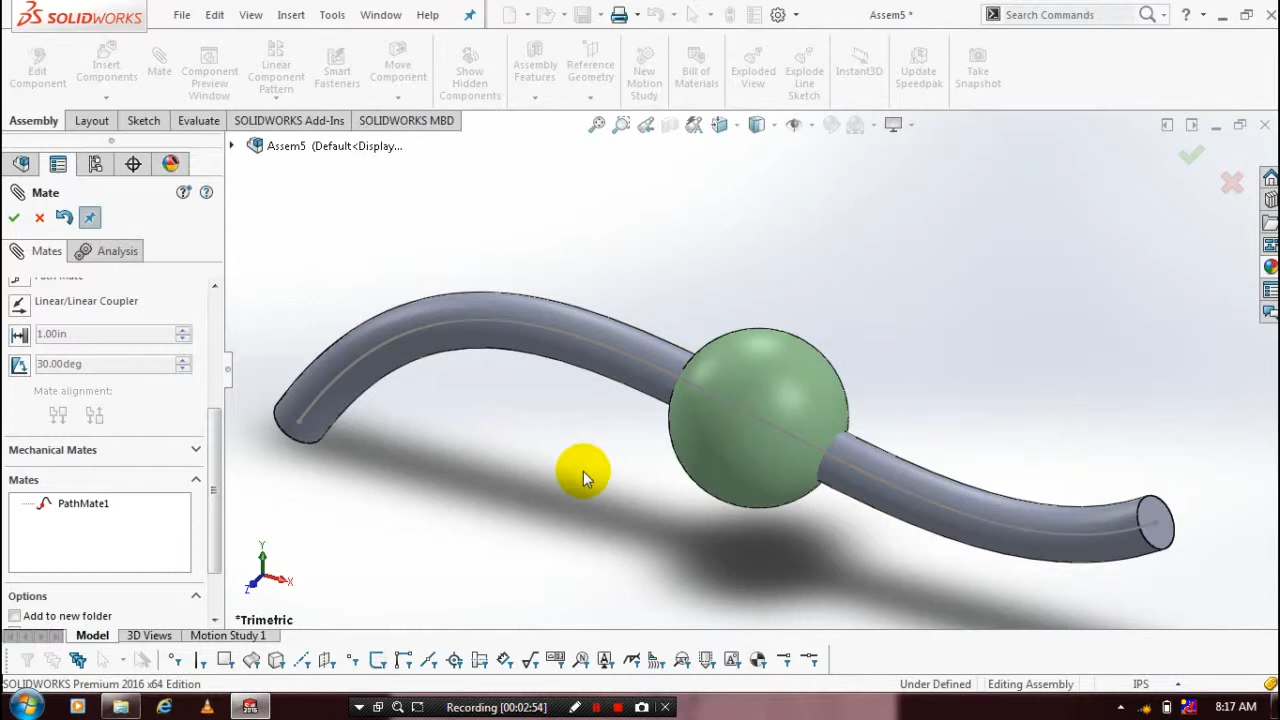 SOLIDWORKS File Edit View Insert Tools Window Help Assem5 * Search Commands ?
Edit Component
Insert Components
Mate
Component Preview Window
Linear Component Pattern
Smart Fasteners
Move Component
Show Hidden Components
Assembly Features
Reference Geometry
New Motion Study
Bill of Materials
Exploded View
Explode Line Sketch
Instant3D
Update Speedpak
Take Snapshot
Assembly Layout Sketch Evaluate SOLIDWORKS Add-Ins SOLIDWORKS MBD
Assem5 (Default<Display...
Mate
Mates Analysis
Path Mate
Linear/Linear Coupler
1.00in
30.00deg
Mate alignment:
Mechanical Mates
Mates
PathMate1
Options
Add to new folder
Y
X
Z
*Trimetric
Model 3D Views Motion Study 1
SOLIDWORKS Premium 2016 x64 Edition Under Defined Editing Assembly IPS
Recording [00:02:54] 8:17 AM